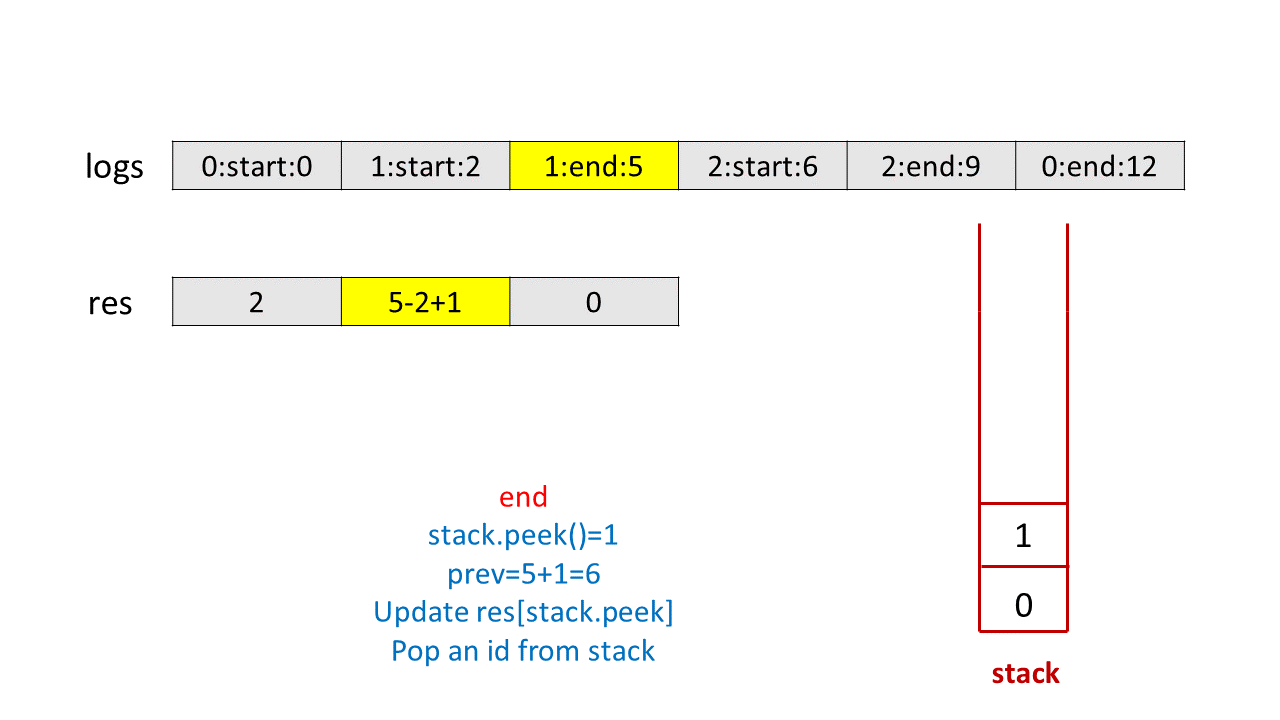 logs 0:start:0 1:start:2 1:end:5 2:start:6 2:end:9 0:end:12
res 2 5-2+1 0
end
stack.peek()=1
prev=5+1=6
Update res[stack.peek]
Pop an id from stack
1
0
stack